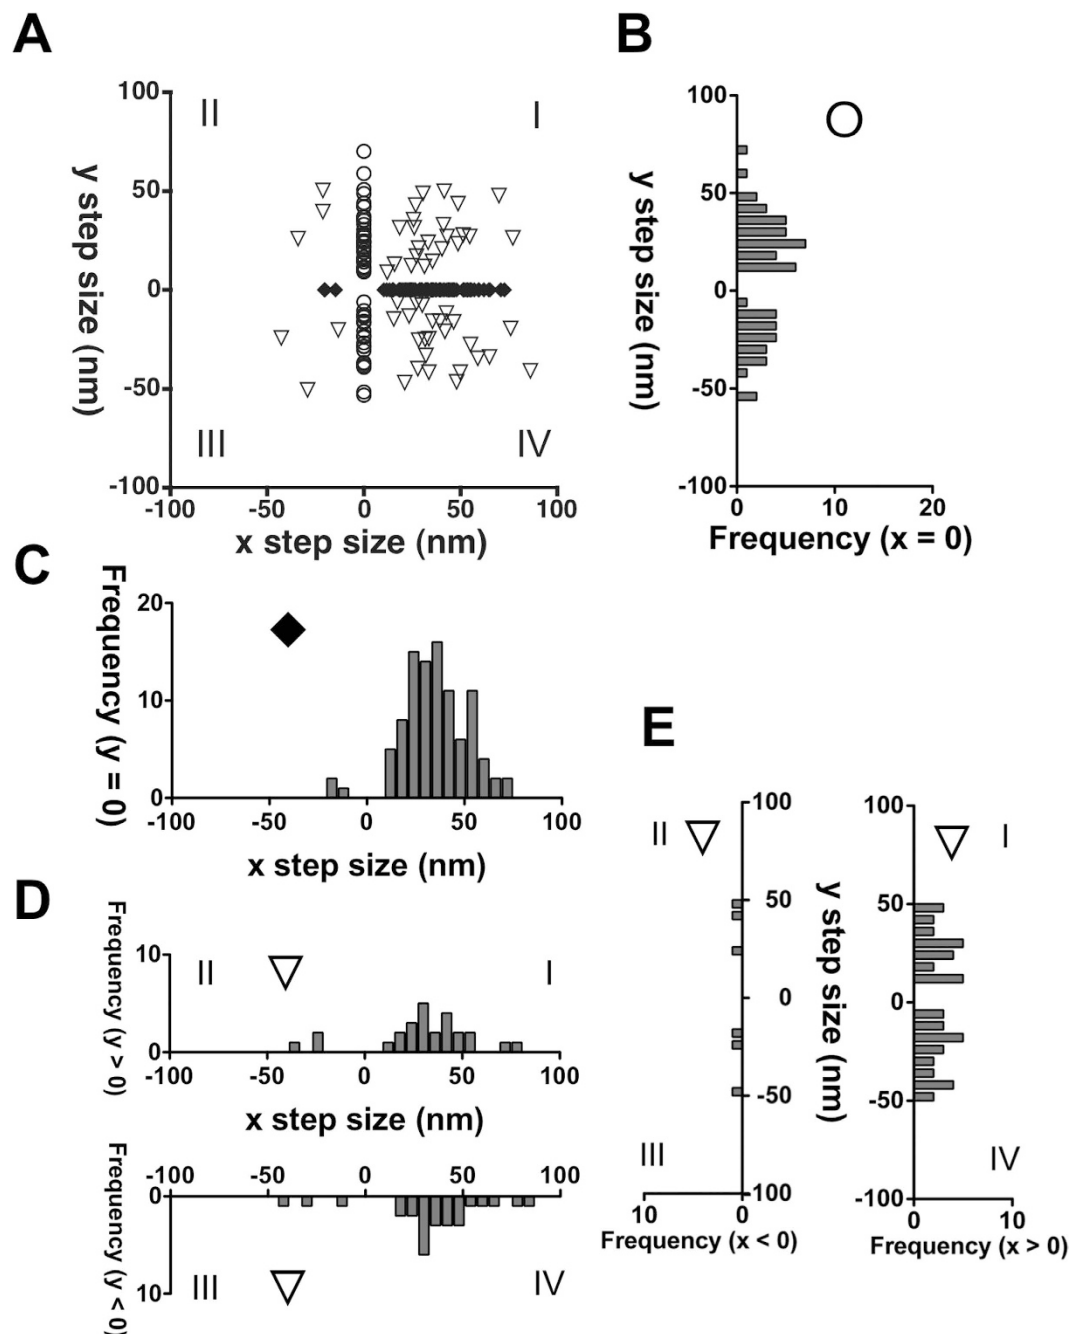 A
100
50
0
-50
-100
y step size (nm)
II
I
III
IV
-100
-50
0
50
100
x step size (nm)
B
100
50
0
-50
-100
y step size (nm)
0
10
20
Frequency (x = 0)
C
Frequency (y = 0)
20
10
0
-100
-50
0
50
100
x step size (nm)
D
Frequency (y > 0)
10
0
II
I
-100
-50
0
50
100
x step size (nm)
-100
-50
0
50
100
Frequency (y < 0)
0
10
III
IV
E
II
100
50
0
-50
-100
III
10
0
Frequency (x < 0)
y step size (nm)
100
50
0
-50
-100
I
IV
0
10
Frequency (x > 0)